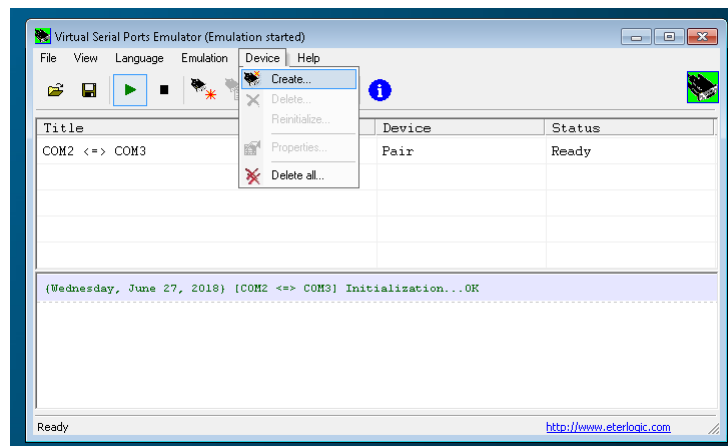 Virtual Serial Ports Emulator (Emulation started)
File View Language Emulation Device Help
Create...
Delete...
Reinitialize...
Properties...
Delete all...
Title Device Status
COM2 <=> COM3 Pair Ready
{Wednesday, June 27, 2018} [COM2 <=> COM3] Initialization...OK
Ready http://www.eterlogic.com